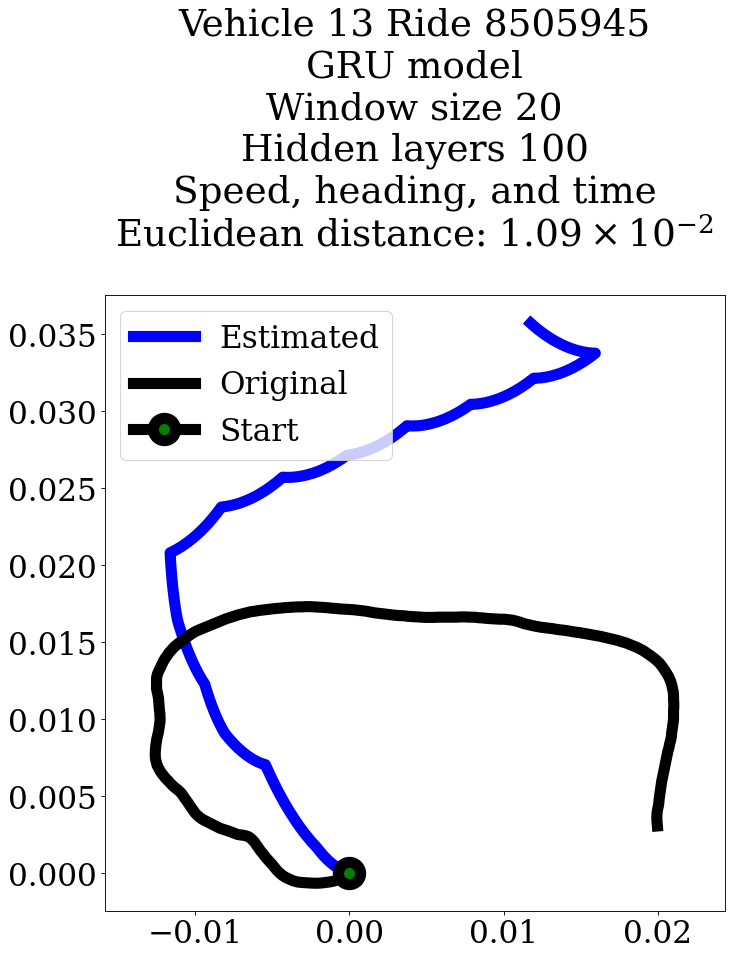 Vehicle 13 Ride 8505945
GRU model
Window size 20
Hidden layers 100
Speed, heading, and time
Euclidean distance: 1.09 × 10⁻²
Estimated
Original
Start
0.035
0.030
0.025
0.020
0.015
0.010
0.005
0.000
−0.01
0.00
0.01
0.02